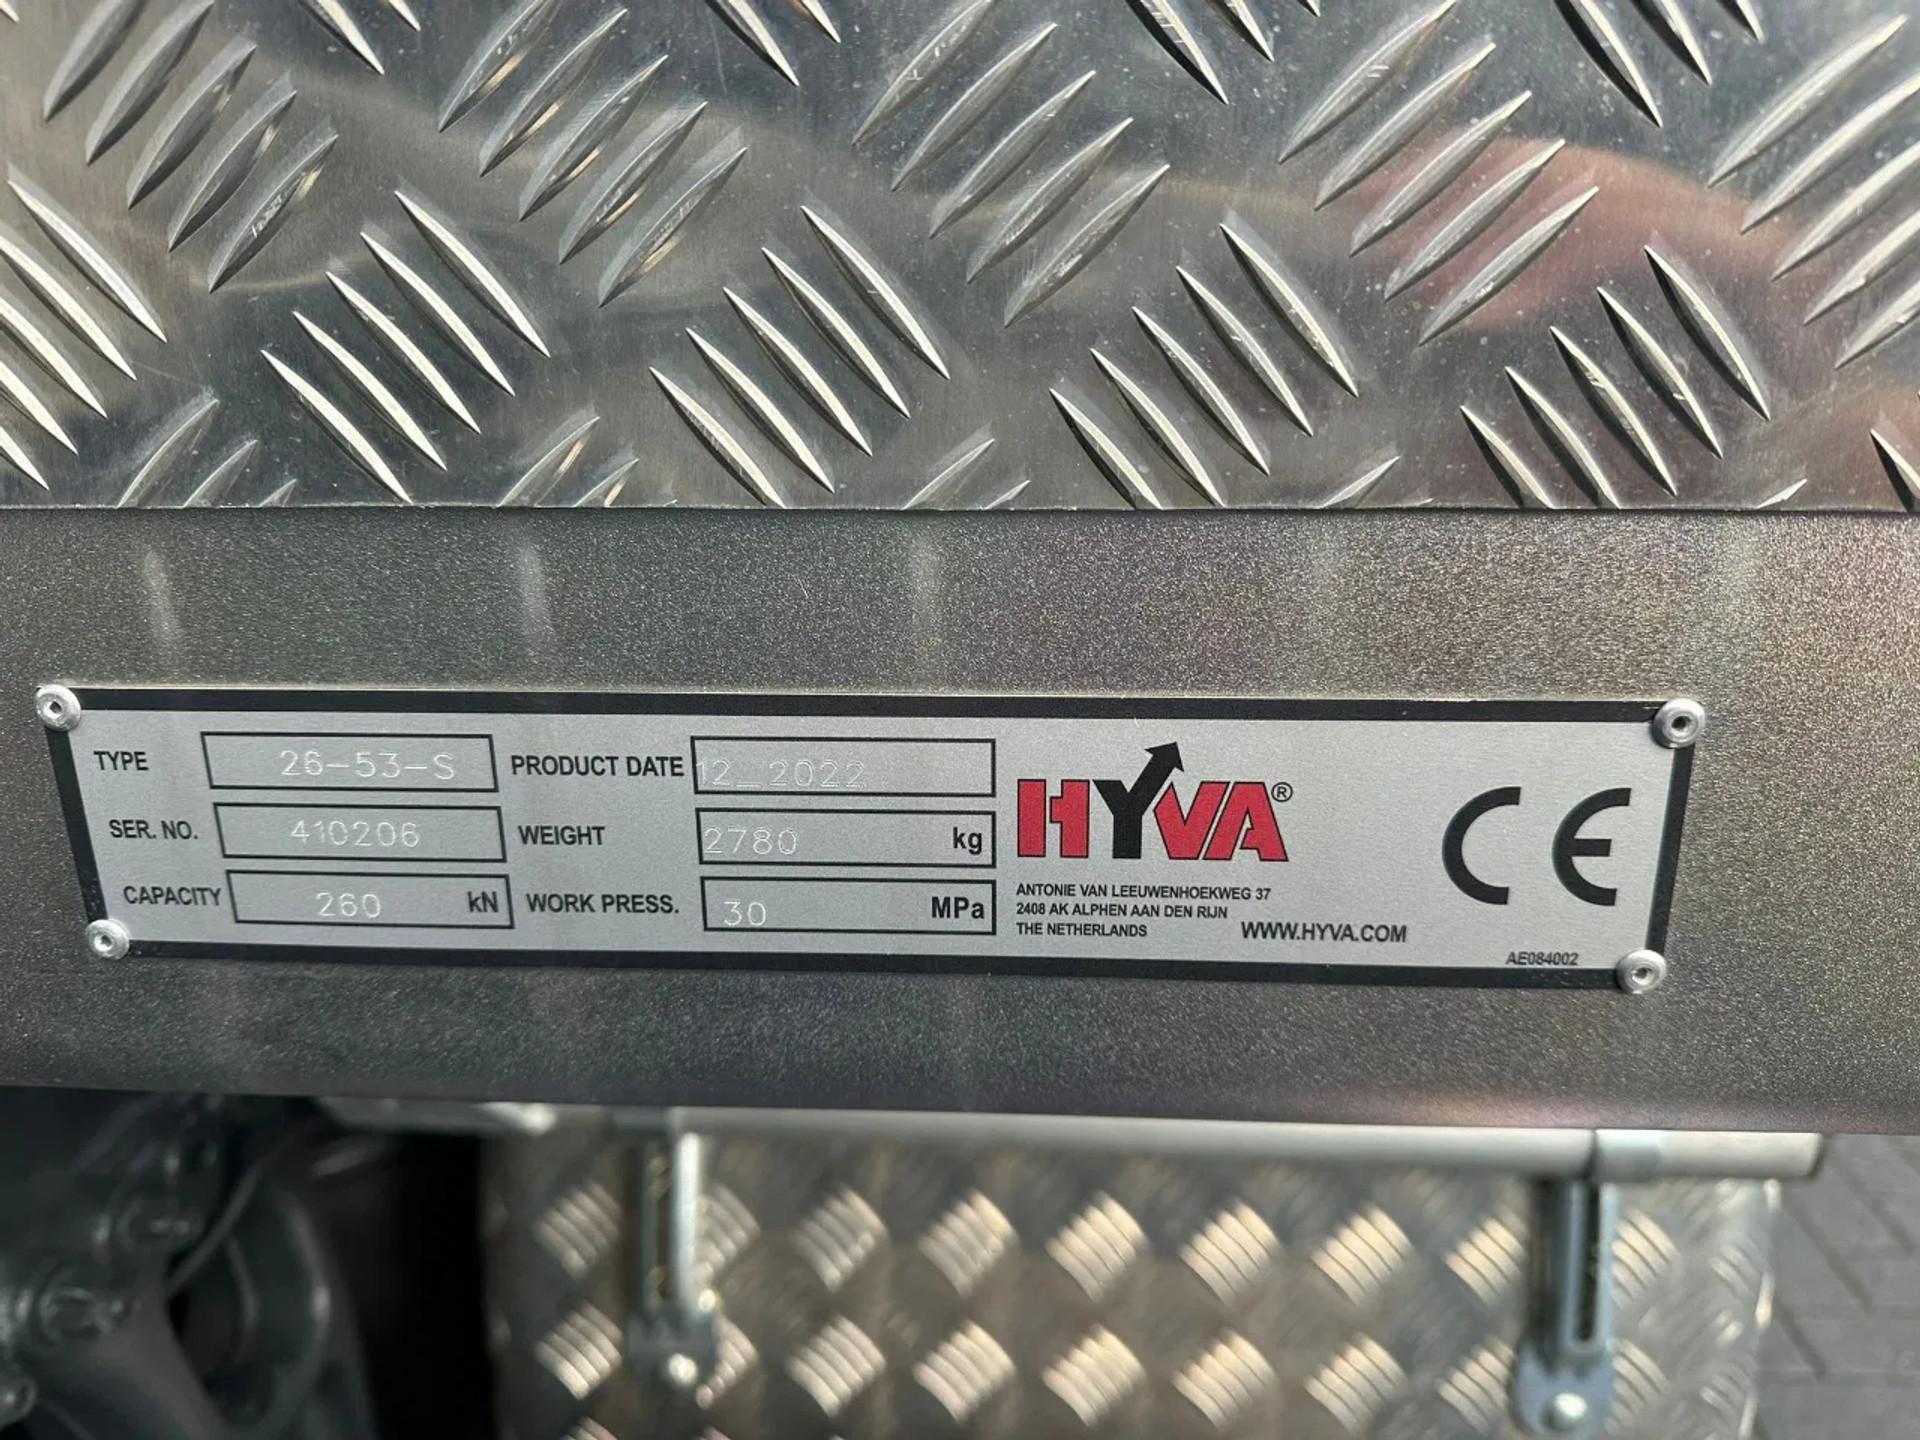 TYPE 26-53-S PRODUCT DATE 12_2022
SER. NO. 410206 WEIGHT 2780 kg
CAPACITY 260 kN WORK PRESS. 30 MPa
HYVA®
ANTONIE VAN LEEUWENHOEKWEG 37
2408 AK ALPHEN AAN DEN RIJN
THE NETHERLANDS WWW.HYVA.COM
CE
AE084002